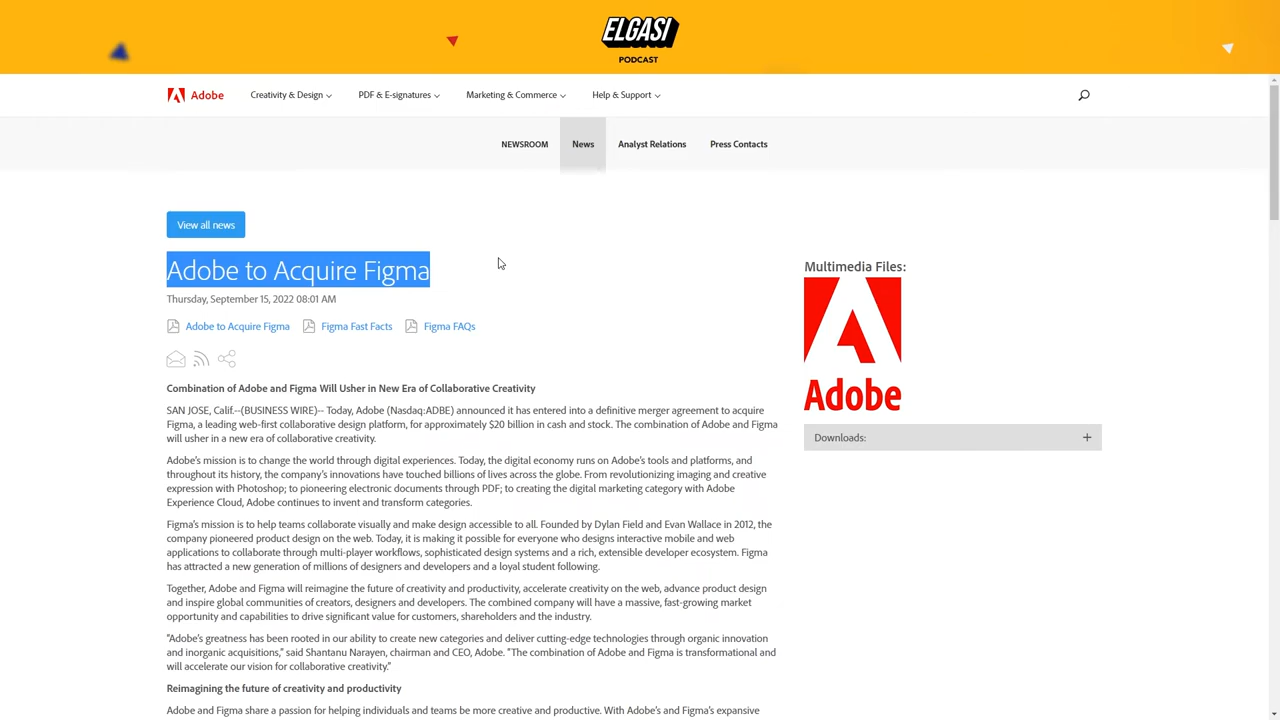 ELGASI
PODCAST
Adobe
Creativity & Design
PDF & E-signatures
Marketing & Commerce
Help & Support
NEWSROOM
News
Analyst Relations
Press Contacts
View all news
Adobe to Acquire Figma
Thursday, September 15, 2022 08:01 AM
Adobe to Acquire Figma
Figma Fast Facts
Figma FAQs
Combination of Adobe and Figma Will Usher in New Era of Collaborative Creativity
SAN JOSE, Calif.--(BUSINESS WIRE)-- Today, Adobe (Nasdaq:ADBE) announced it has entered into a definitive merger agreement to acquire
Figma, a leading web-first collaborative design platform, for approximately $20 billion in cash and stock. The combination of Adobe and Figma
will usher in a new era of collaborative creativity.
Adobe's mission is to change the world through digital experiences. Today, the digital economy runs on Adobe's tools and platforms, and
throughout its history, the company's innovations have touched billions of lives across the globe. From revolutionizing imaging and creative
expression with Photoshop; to pioneering electronic documents through PDF; to creating the digital marketing category with Adobe
Experience Cloud, Adobe continues to invent and transform categories.
Figma's mission is to help teams collaborate visually and make design accessible to all. Founded by Dylan Field and Evan Wallace in 2012, the
company pioneered product design on the web. Today, it is making it possible for everyone who designs interactive mobile and web
applications to collaborate through multi-player workflows, sophisticated design systems and a rich, extensible developer ecosystem. Figma
has attracted a new generation of millions of designers and developers and a loyal student following.
Together, Adobe and Figma will reimagine the future of creativity and productivity, accelerate creativity on the web, advance product design
and inspire global communities of creators, designers and developers. The combined company will have a massive, fast-growing market
opportunity and capabilities to drive significant value for customers, shareholders and the industry.
"Adobe's greatness has been rooted in our ability to create new categories and deliver cutting-edge technologies through organic innovation
and inorganic acquisitions," said Shantanu Narayen, chairman and CEO, Adobe. "The combination of Adobe and Figma is transformational and
will accelerate our vision for collaborative creativity."
Reimagining the future of creativity and productivity
Adobe and Figma share a passion for helping individuals and teams be more creative and productive. With Adobe's and Figma's expansive
Multimedia Files:
Adobe
Downloads: